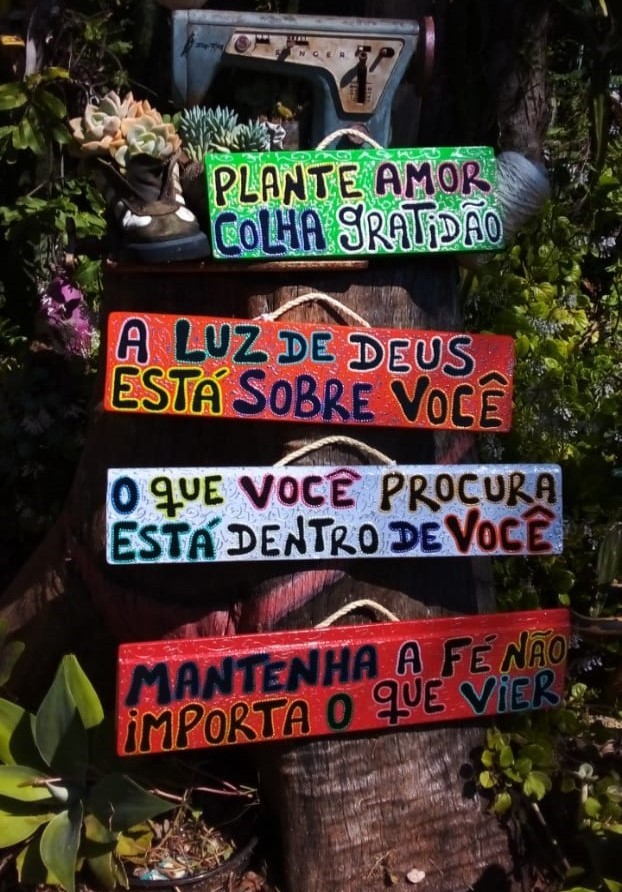 SINGER
PLANTE AMOR
COLHA GRATIDÃO
A LUZ DE DEUS
ESTÁ SOBRE VOCÊ
O QUE VOCÊ PROCURA
ESTÁ DENTRO DE VOCÊ
MANTENHA A FÉ NÃO
IMPORTA O QUE VIER